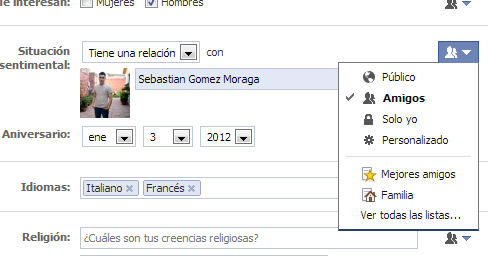 le interesan: Mujeres Hombres
Situación sentimental: Tiene una relación con
Sebastian Gomez Moraga
Público
Amigos
Solo yo
Personalizado
Mejores amigos
Familia
Ver todas las listas...
Aniversario: ene 3 2012
Idiomas: Italiano × Francés ×
Religión: ¿Cuáles son tus creencias religiosas?